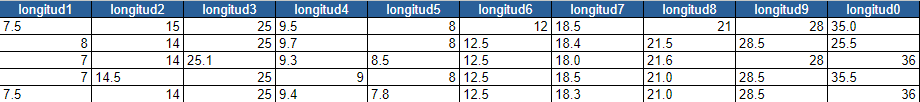 longitud1 longitud2 longitud3 longitud4 longitud5 longitud6 longitud7 longitud8 longitud9 longitud0
7.5 15 25 9.5 8 12 18.5 21 28 35.0
8 14 25 9.7 8 12.5 18.4 21.5 28.5 25.5
7 14 25.1 9.3 8.5 12.5 18.0 21.6 28 36
7 14.5 25 9 8 12.5 18.5 21.0 28.5 35.5
7.5 14 25 9.4 7.8 12.5 18.3 21.0 28.5 36